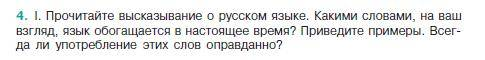 4. I. Прочитайте высказывание о русском языке. Какими словами, на ваш
взгляд, язык обогащается в настоящее время? Приведите примеры. Всег-
да ли употребление этих слов оправданно?